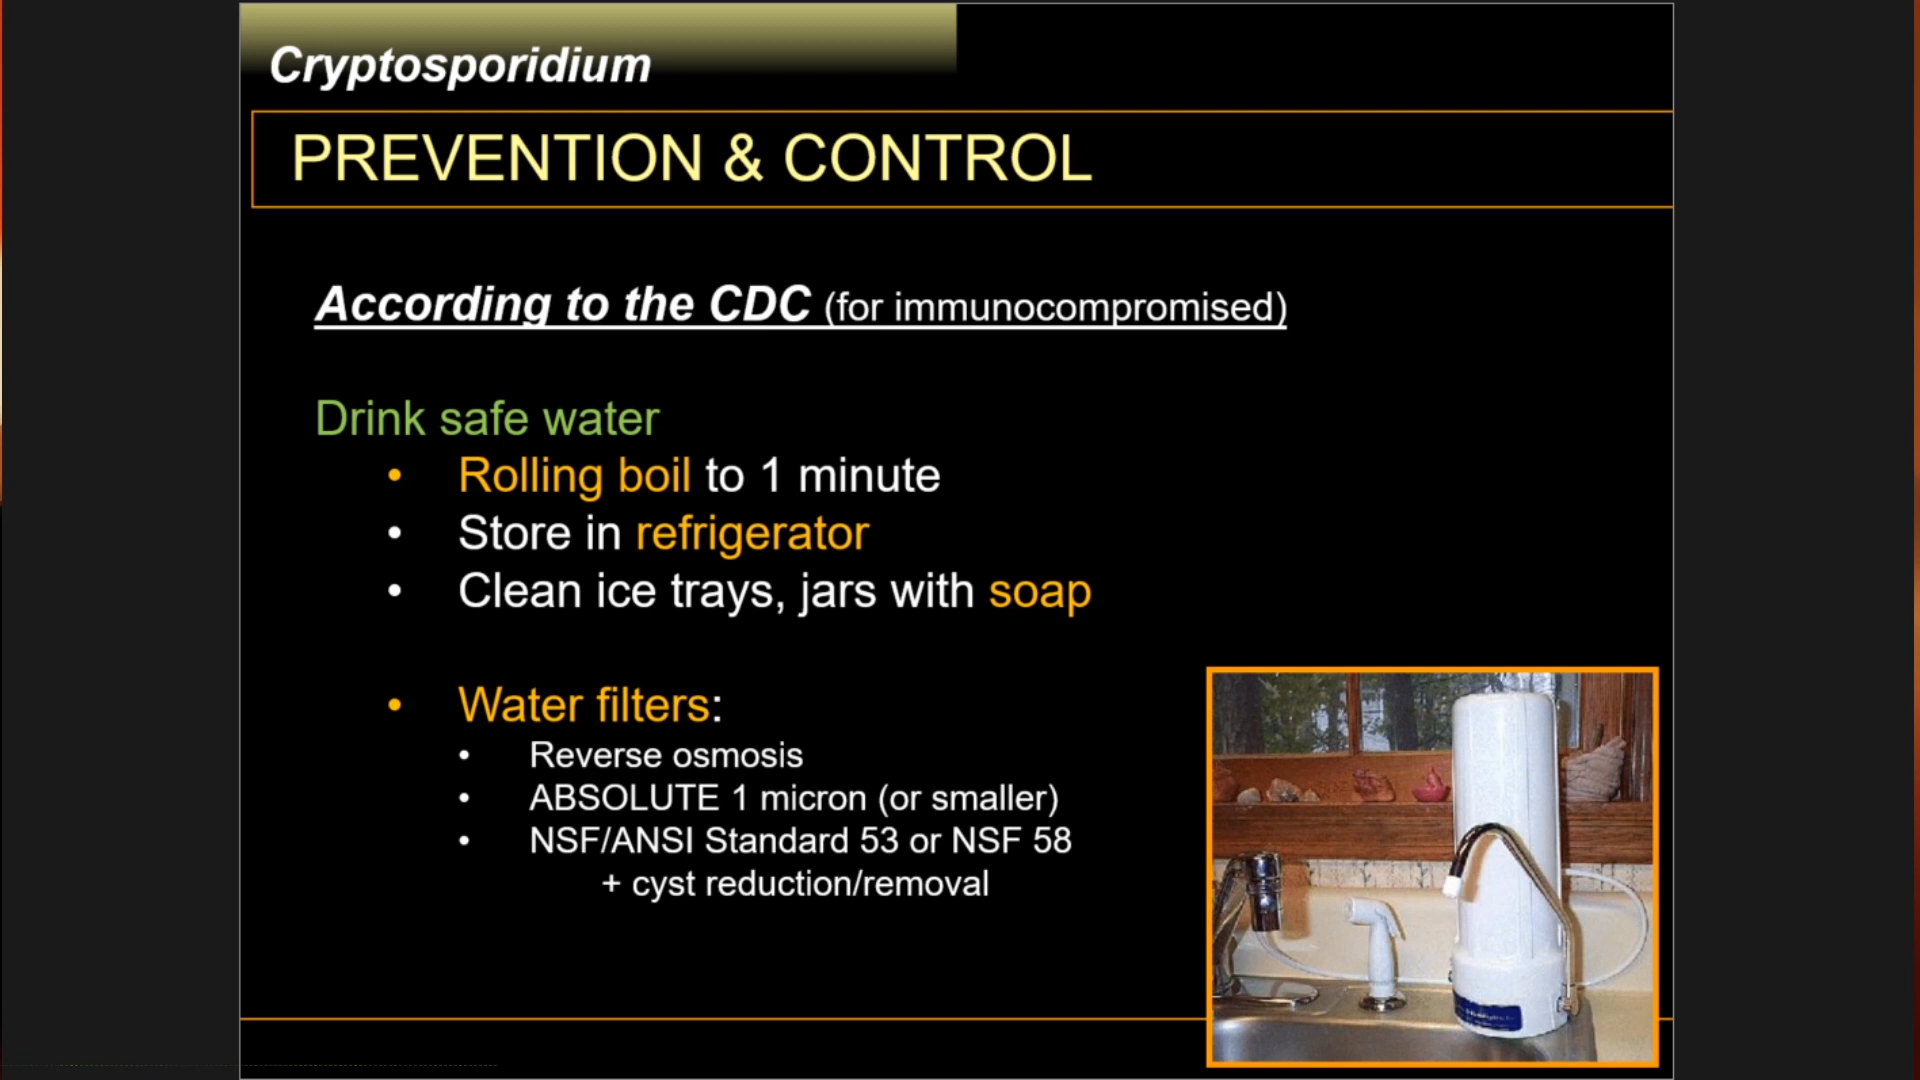 Cryptosporidium
PREVENTION & CONTROL
According to the CDC (for immunocompromised)
Drink safe water
• Rolling boil to 1 minute
• Store in refrigerator
• Clean ice trays, jars with soap
• Water filters:
• Reverse osmosis
• ABSOLUTE 1 micron (or smaller)
• NSF/ANSI Standard 53 or NSF 58
+ cyst reduction/removal